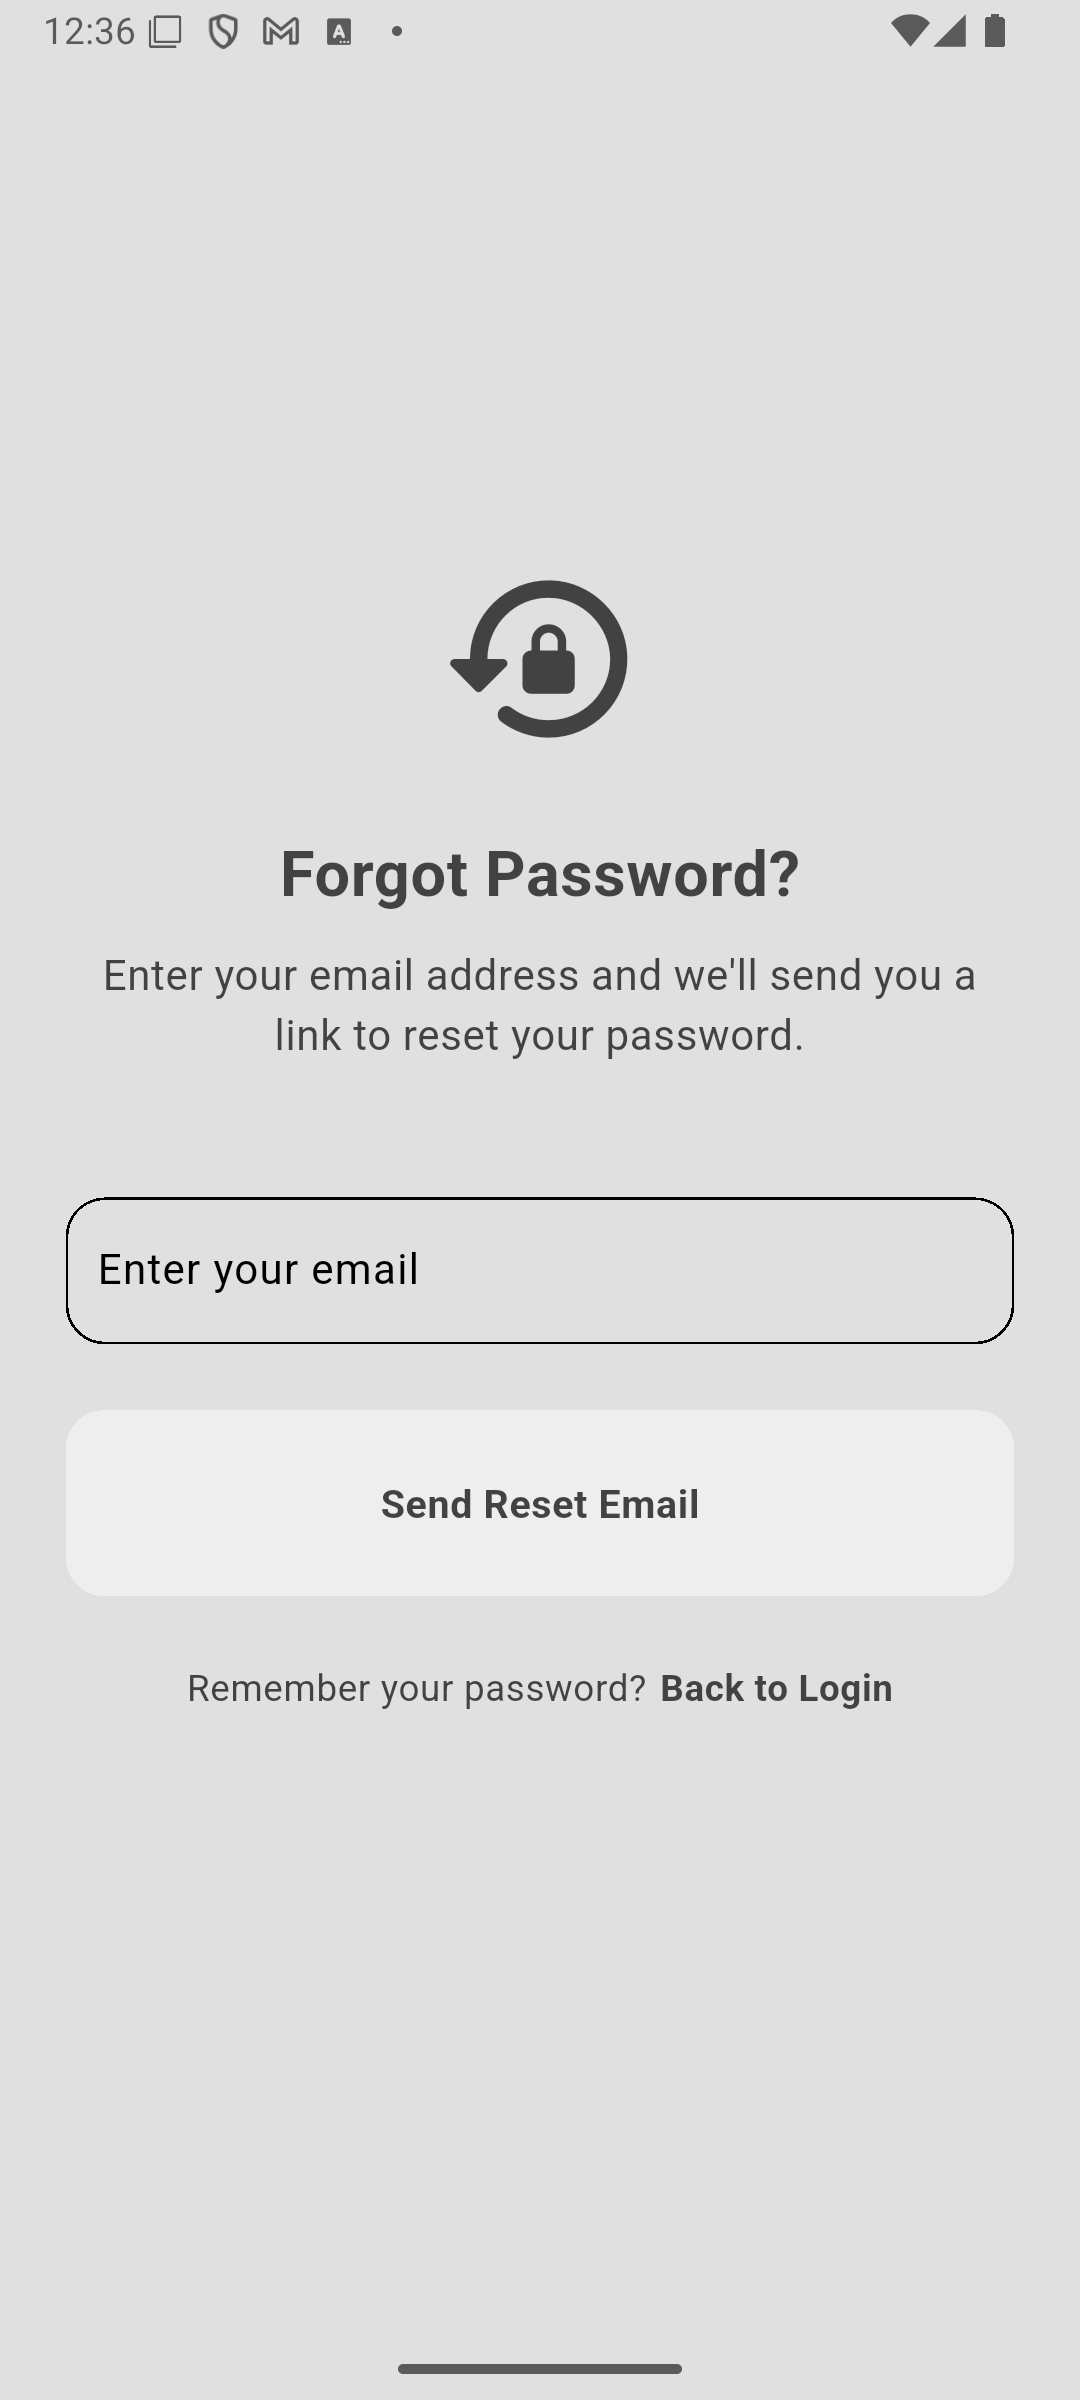 12:36
Forgot Password?
Enter your email address and we'll send you a
link to reset your password.
Enter your email
Send Reset Email
Remember your password? Back to Login